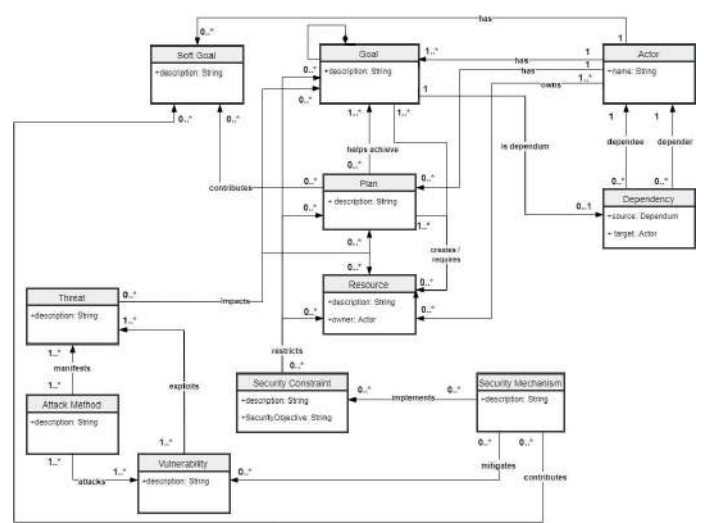 has
0..*
1
Soft Goal
+description: String
Goal
+description: String
Actor
+name: String
1..*
has
1
has
1
1..*
owns
0..*
0..*
0..*
0..*
1..*
1..*
1
is dependum
1
dependee
1
depender
helps achieve
0..*
contributes
0..*
Plan
+ description: String
0..*
0..*
0..*
Dependency
+source: Dependum
+ target: Actor
0..1
0..*
1..*
0..*
creates /
requires
0..*
Resource
+description: String
+owner: Actor
0..*
0..*
0..*
Threat
+description: String
0..*
impacts
1..*
1..*
manifests
1..*
exploits
restricts
0..*
Attack Method
+description: String
Security Constraint
+description: String
+SecurityObjective: String
0..*
implements
0..*
Security Mechanism
+description: String
1..*
attacks
1..*
1..*
Vulnerability
+description: String
0..*
0..*
mitigates
0..*
contributes